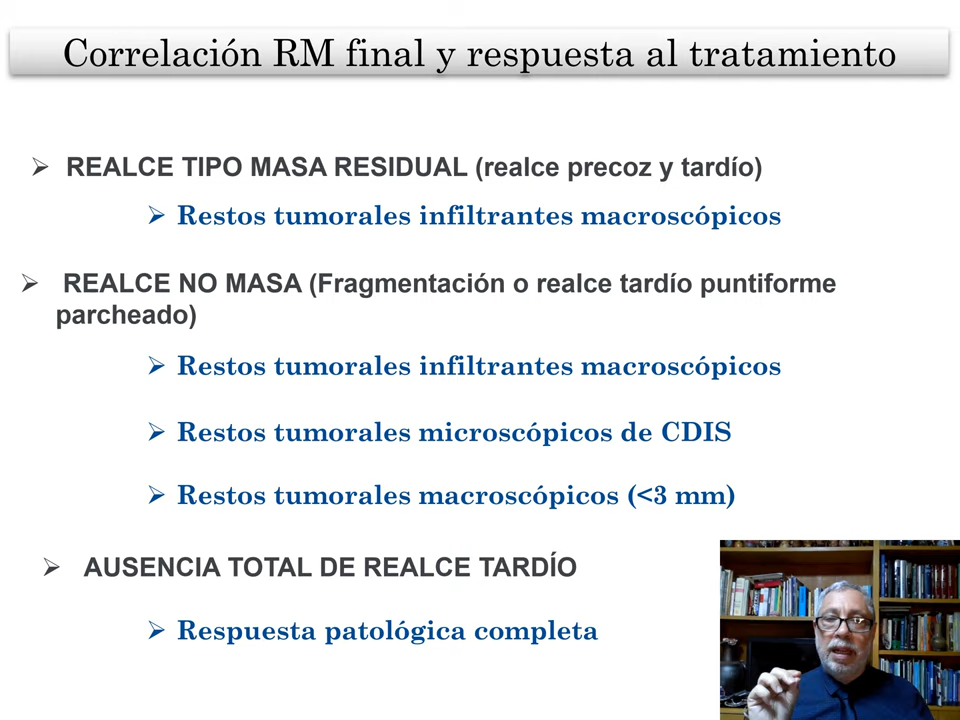 Correlación RM final y respuesta al tratamiento
REALCE TIPO MASA RESIDUAL (realce precoz y tardío)
Restos tumorales infiltrantes macroscópicos
REALCE NO MASA (Fragmentación o realce tardío puntiforme
parcheado)
Restos tumorales infiltrantes macroscópicos
Restos tumorales microscópicos de CDIS
Restos tumorales macroscópicos (<3 mm)
AUSENCIA TOTAL DE REALCE TARDÍO
Respuesta patológica completa